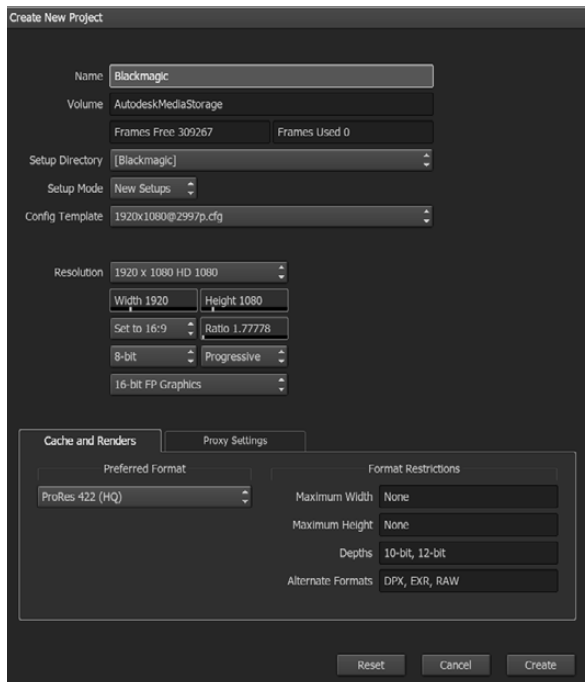 Create New Project
Name Blackmagic
Volume AutodeskMediaStorage
Frames Free 309267 Frames Used 0
Setup Directory [Blackmagic]
Setup Mode New Setups
Config Template 1920x1080@2997p.cfg
Resolution 1920 x 1080 HD 1080
Width 1920 Height 1080
Set to 16:9 Ratio 1.77778
8-bit Progressive
16-bit FP Graphics
Cache and Renders Proxy Settings
Preferred Format Format Restrictions
ProRes 422 (HQ) Maximum Width None
Maximum Height None
Depths 10-bit, 12-bit
Alternate Formats DPX, EXR, RAW
Reset Cancel Create